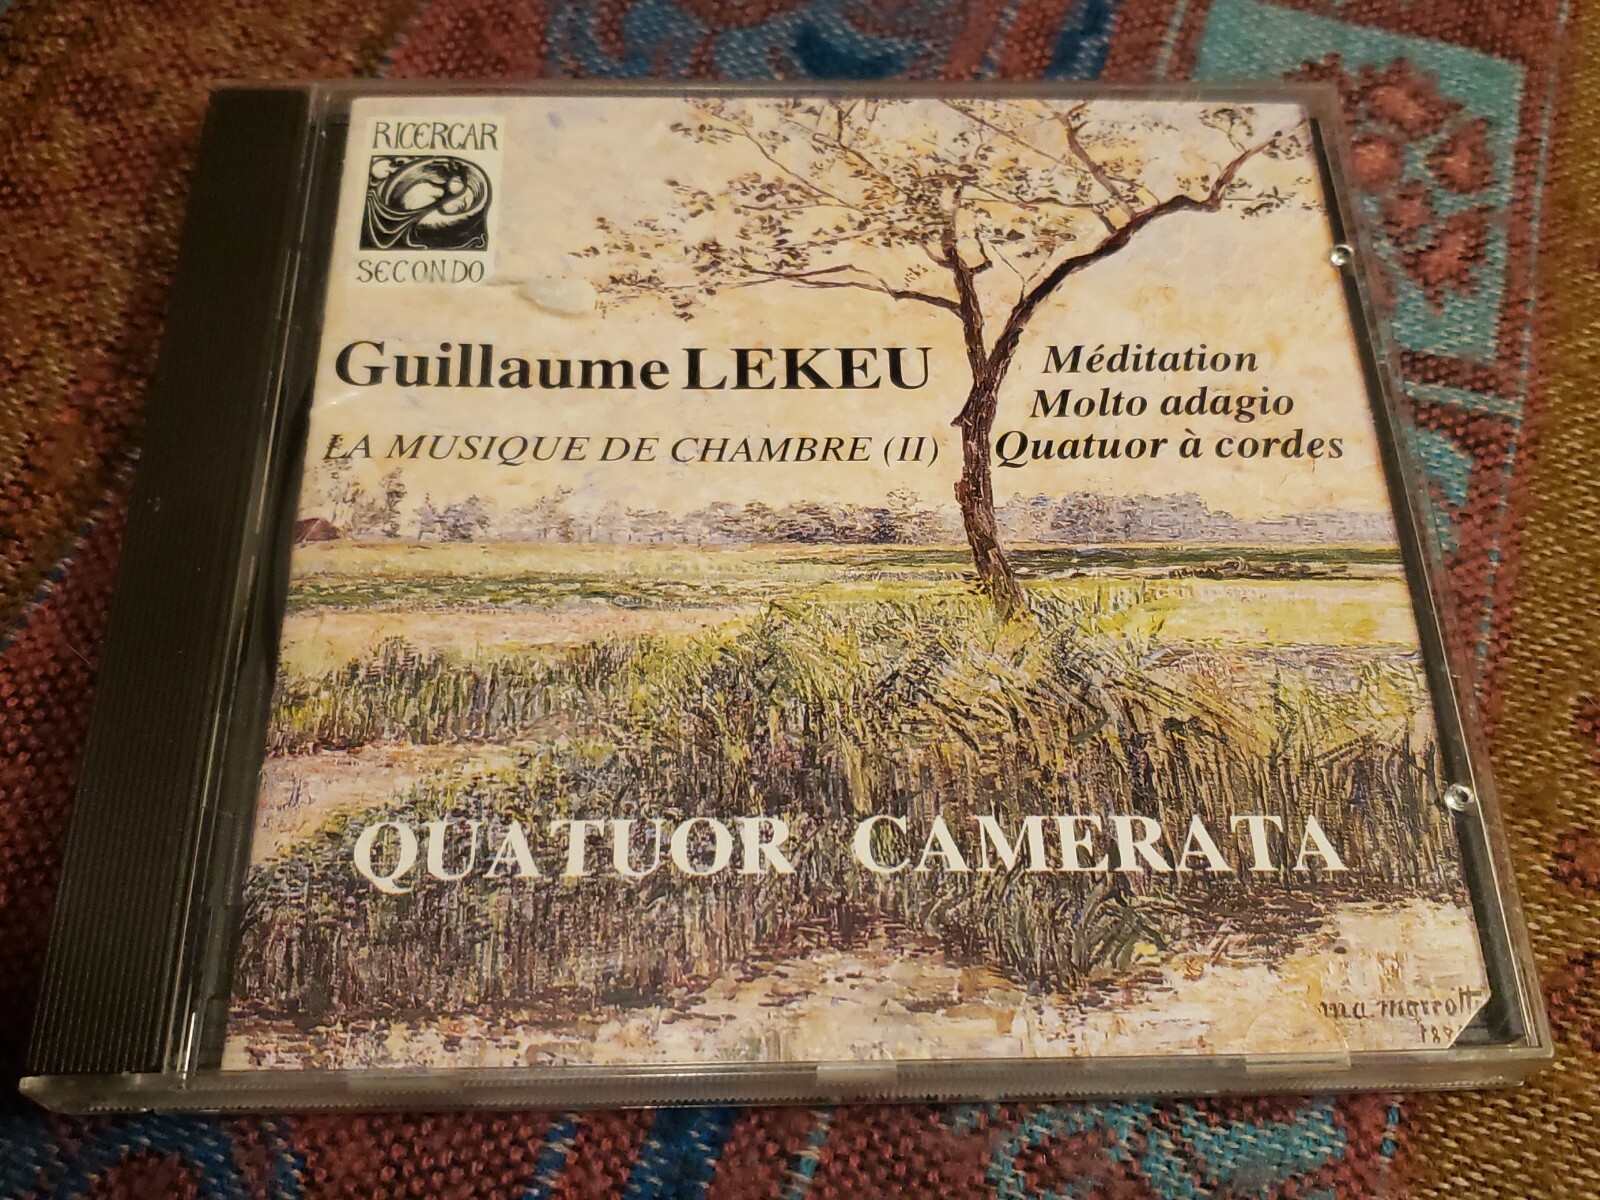 RICERCAR
SECONDO
Guillaume LEKEU
LA MUSIQUE DE CHAMBRE (II)
Méditation
Molto adagio
Quatuor à cordes
QUATUOR CAMERATA